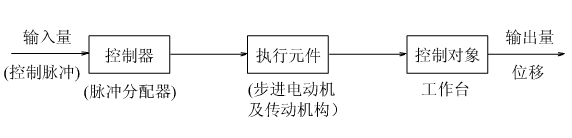 输入量
(控制脉冲)
控制器
(脉冲分配器)
执行元件
(步进电动机
及传动机构）
控制对象
工作台
输出量
位移